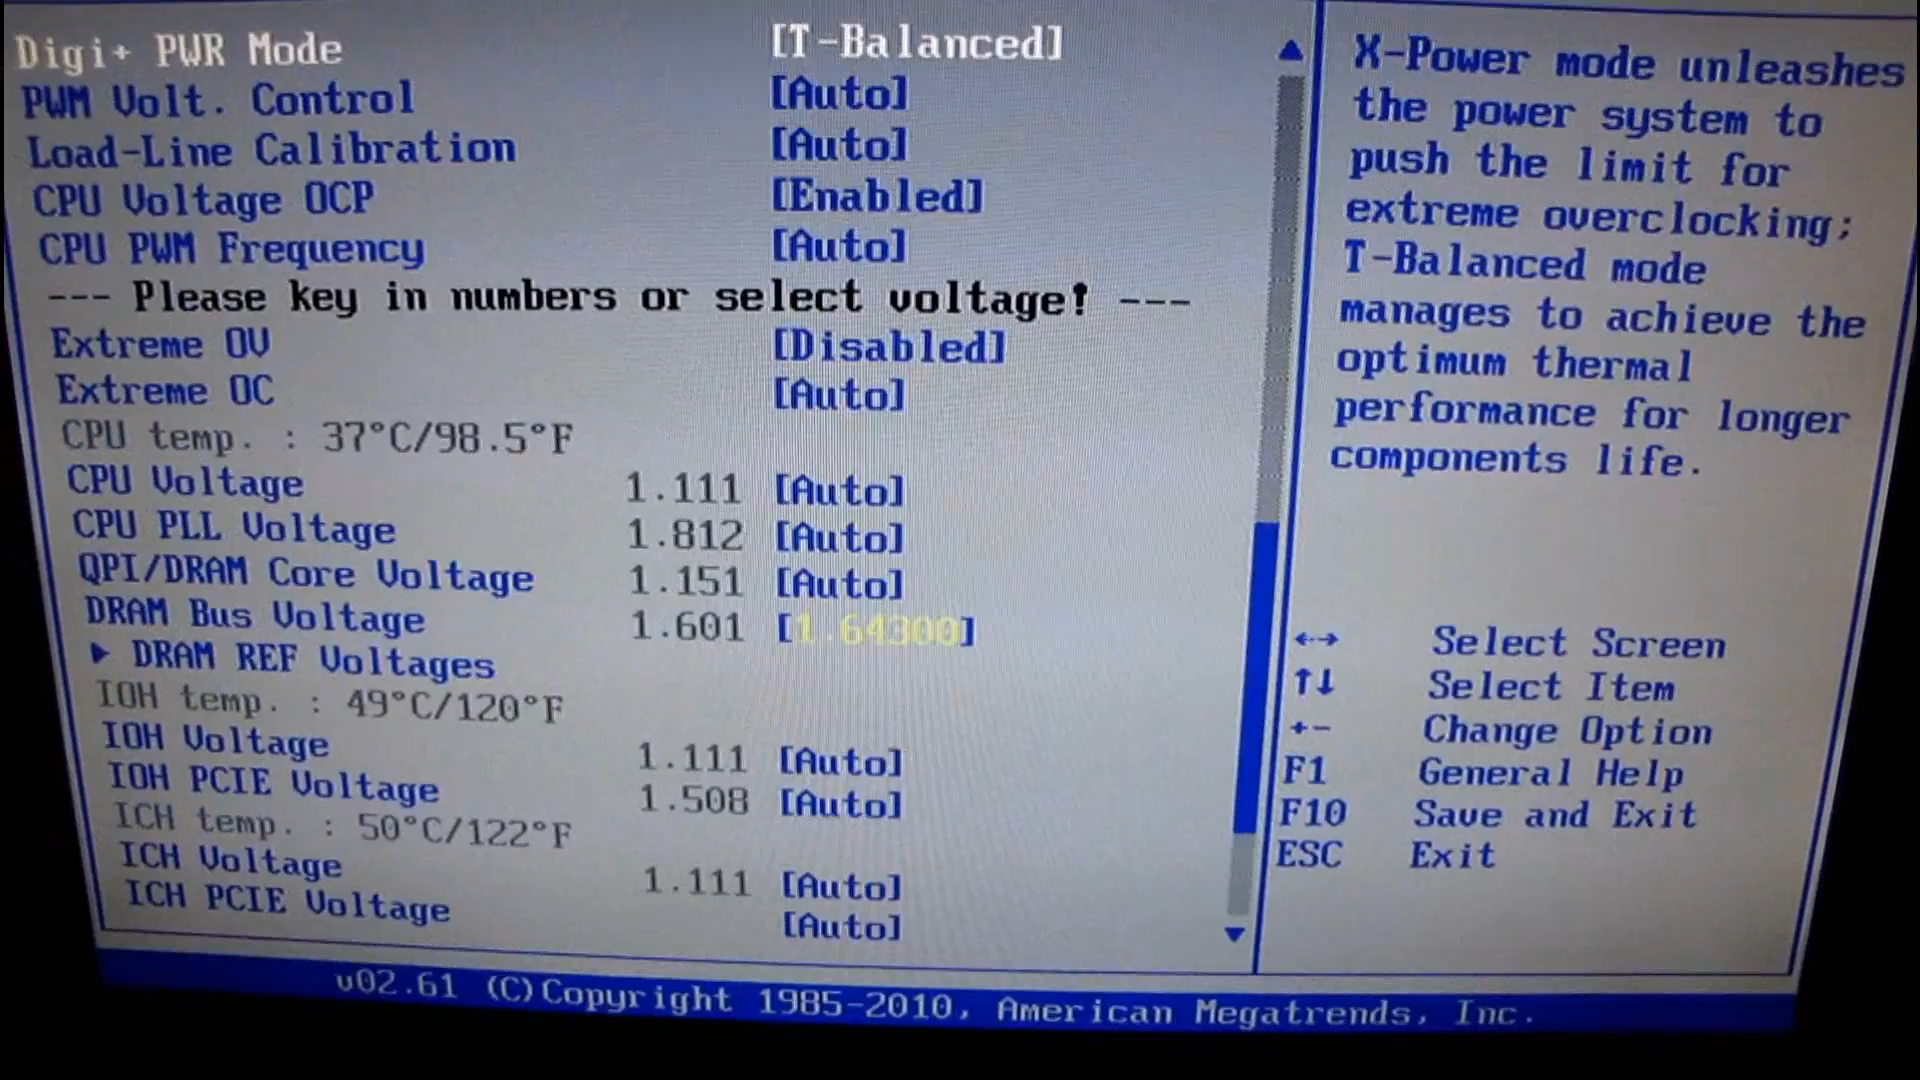 Digi+ PWR Mode [T-Balanced]
PWM Volt. Control [Auto]
Load-Line Calibration [Auto]
CPU Voltage OCP [Enabled]
CPU PWM Frequency [Auto]
--- Please key in numbers or select voltage! ---
Extreme OV [Disabled]
Extreme OC [Auto]
CPU temp. : 37°C/98.5°F
CPU Voltage 1.111 [Auto]
CPU PLL Voltage 1.812 [Auto]
QPI/DRAM Core Voltage 1.151 [Auto]
DRAM Bus Voltage 1.601 [1.64300]
DRAM REF Voltages
IOH temp. : 49°C/120°F
IOH Voltage 1.111 [Auto]
IOH PCIE Voltage 1.508 [Auto]
ICH temp. : 50°C/122°F
ICH Voltage 1.111 [Auto]
ICH PCIE Voltage [Auto]
X-Power mode unleashes
the power system to
push the limit for
extreme overclocking;
T-Balanced mode
manages to achieve the
optimum thermal
performance for longer
components life.
←→ Select Screen
↑↓ Select Item
+- Change Option
F1 General Help
F10 Save and Exit
ESC Exit
v02.61 (C)Copyright 1985-2010, American Megatrends, Inc.